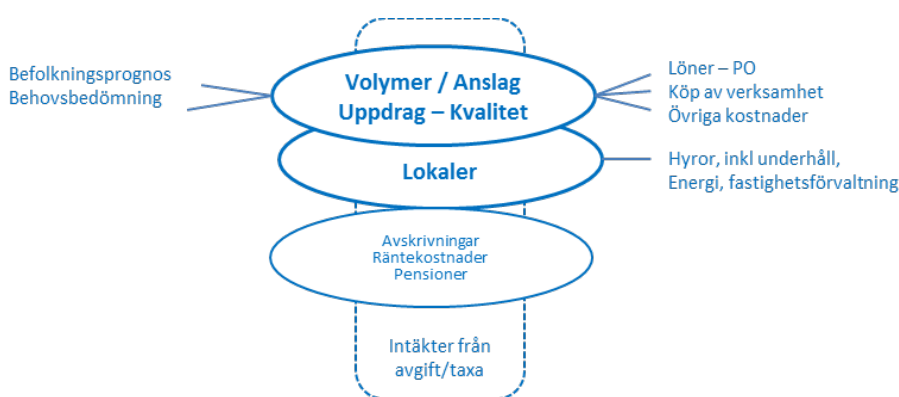 Befolkningsprognos
Behovsbedömning
Volymer / Anslag
Uppdrag – Kvalitet
Löner – PO
Köp av verksamhet
Övriga kostnader
Lokaler
Hyror, inkl underhåll,
Energi, fastighetsförvaltning
Avskrivningar
Räntekostnader
Pensioner
Intäkter från
avgift/taxa